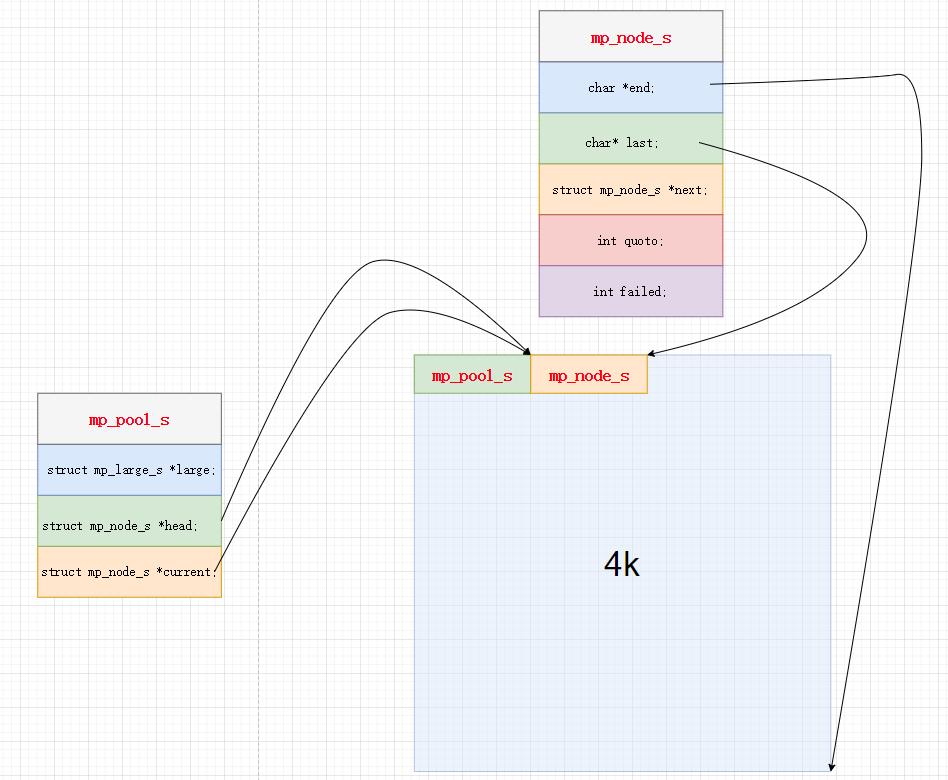 mp_node_s
char *end;
char* last;
struct mp_node_s *next;
int quoto;
int failed;
mp_pool_s
mp_node_s
mp_pool_s
struct mp_large_s *large;
struct mp_node_s *head;
struct mp_node_s *current;
4k